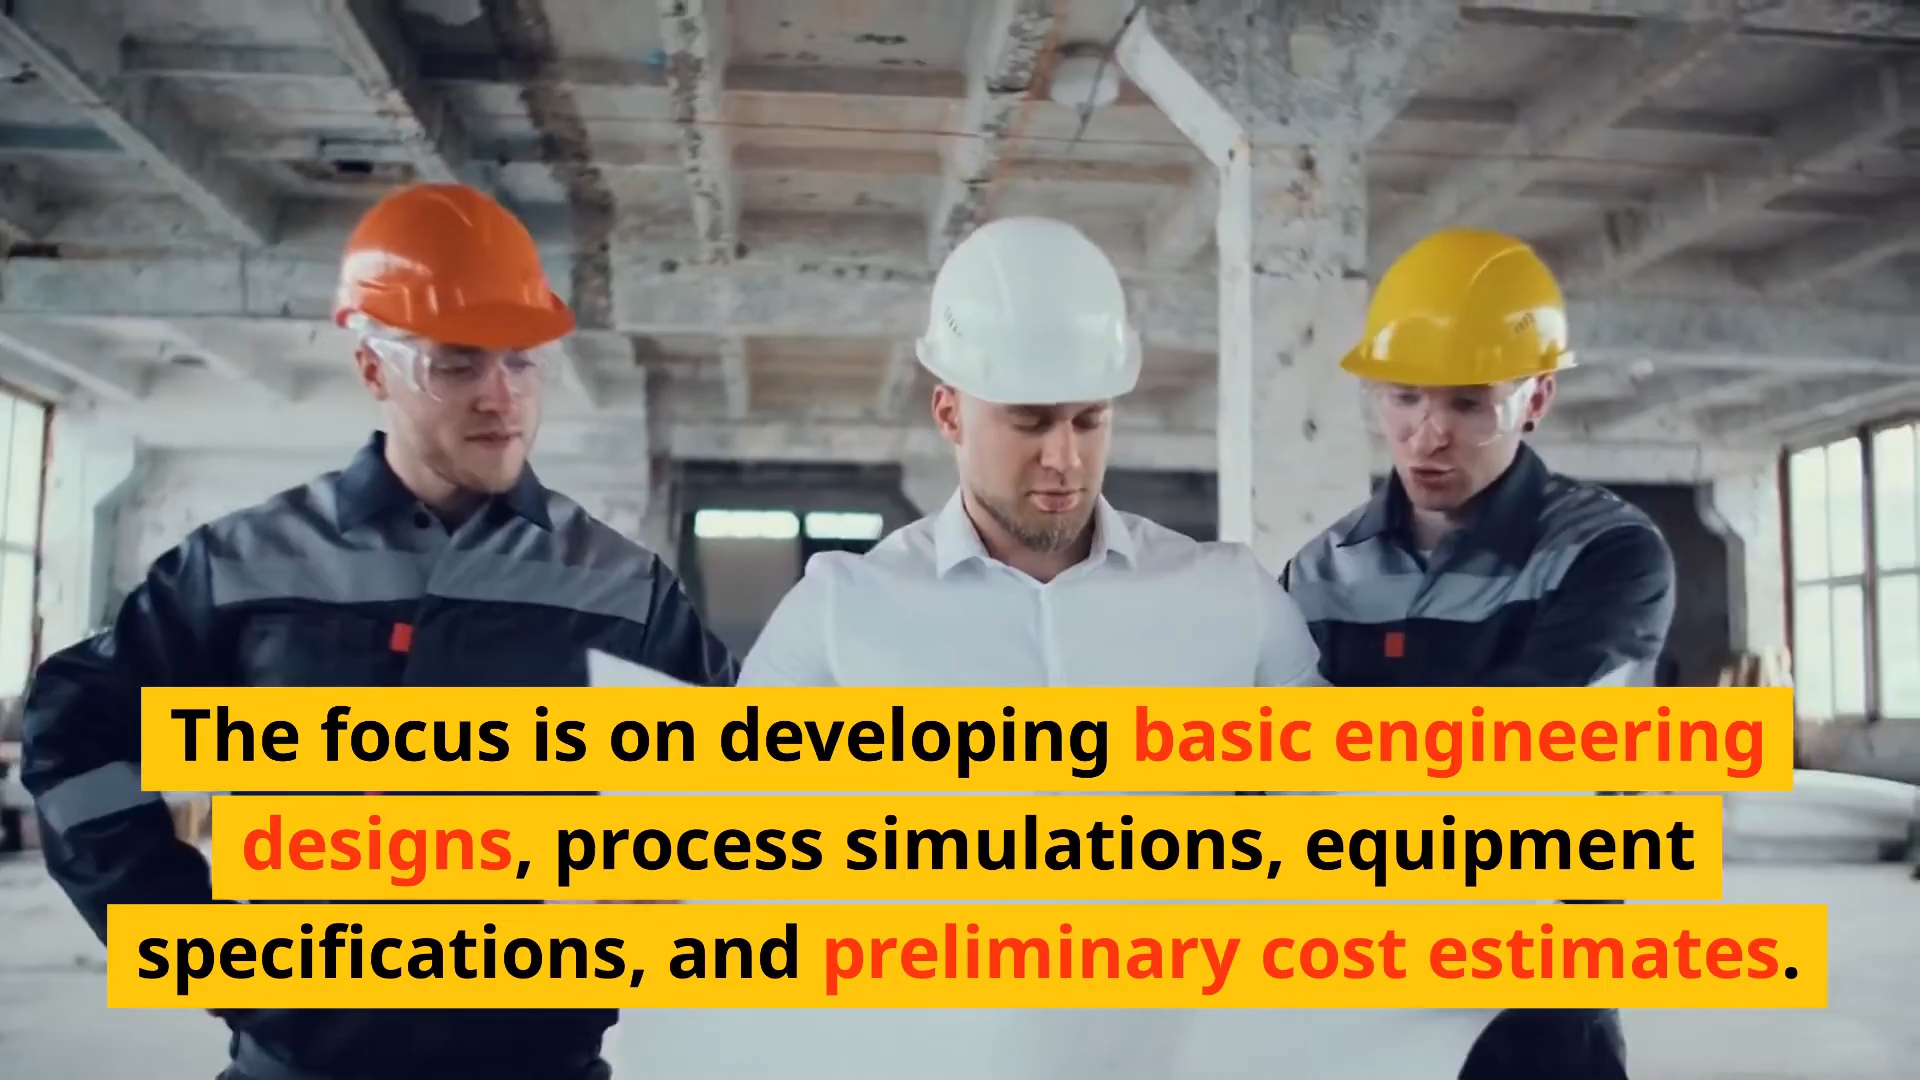 The focus is on developing basic engineering
designs, process simulations, equipment
specifications, and preliminary cost estimates.